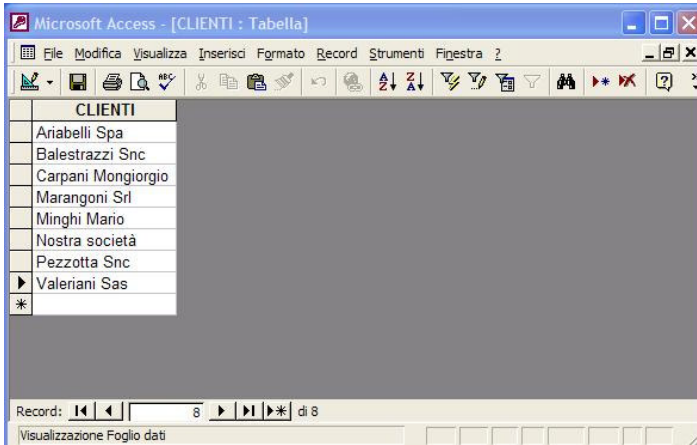 Microsoft Access - [CLIENTI : Tabella]
File Modifica Visualizza Inserisci Formato Record Strumenti Finestra ?
ABC
CLIENTI
Ariabelli Spa
Balestrazzi Snc
Carpani Mongiorgio
Marangoni Srl
Minghi Mario
Nostra società
Pezzotta Snc
Valeriani Sas
Record: 8 di 8
Visualizzazione Foglio dati